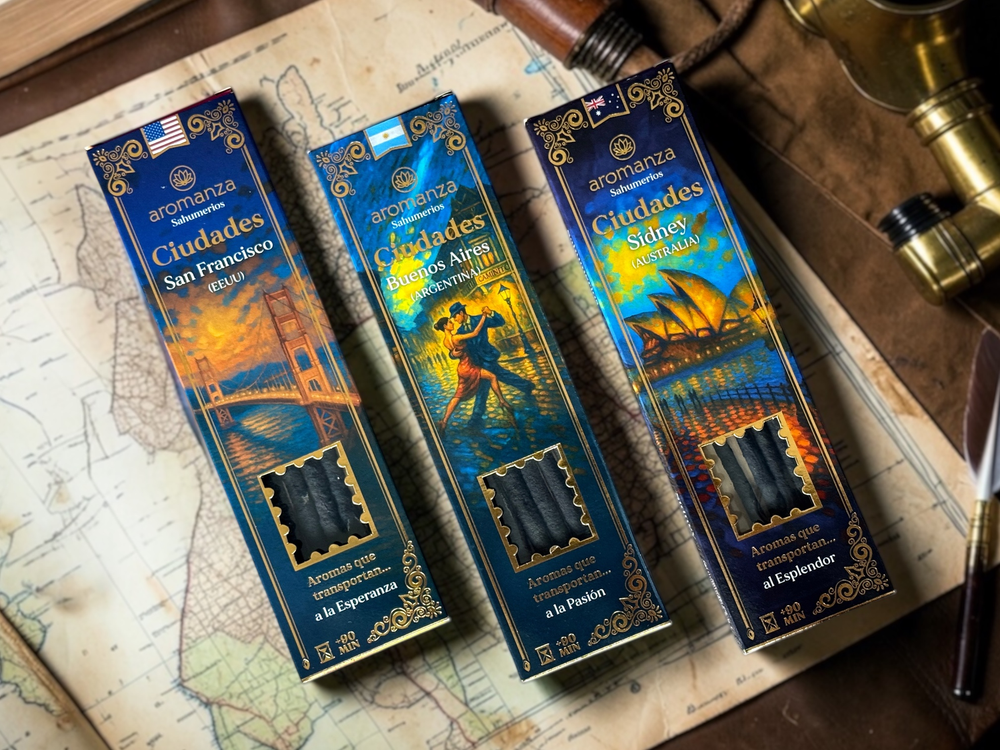 aromanza
Sahumerios
Ciudades
San Francisco
(EEUU)
Aromas que
transportan...
a la Esperanza
+90
MIN
aromanza
Sahumerios
Ciudades
Buenos Aires
(ARGENTINA)
CAMINITO
Aromas que
transportan...
a la Pasión
+90
MIN
aromanza
Sahumerios
Ciudades
Sidney
(AUSTRALIA)
Aromas que
transportan...
al Esplendor
+90
MIN